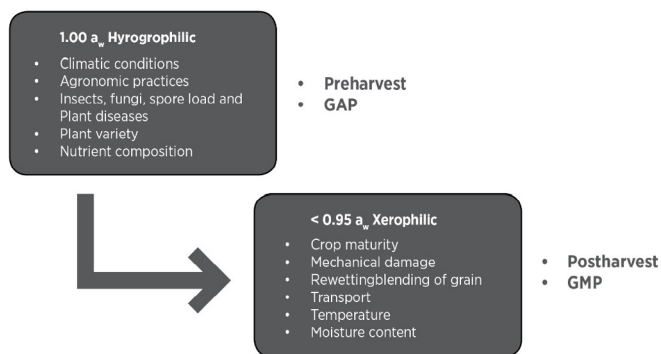 1.00 aw Hyrogrophilic
• Climatic conditions
• Agronomic practices
• Insects, fungi, spore load and
Plant diseases
• Plant variety
• Nutrient composition
• Preharvest
• GAP
< 0.95 aw Xerophilic
• Crop maturity
• Mechanical damage
• Rewettingblending of grain
• Transport
• Temperature
• Moisture content
• Postharvest
• GMP